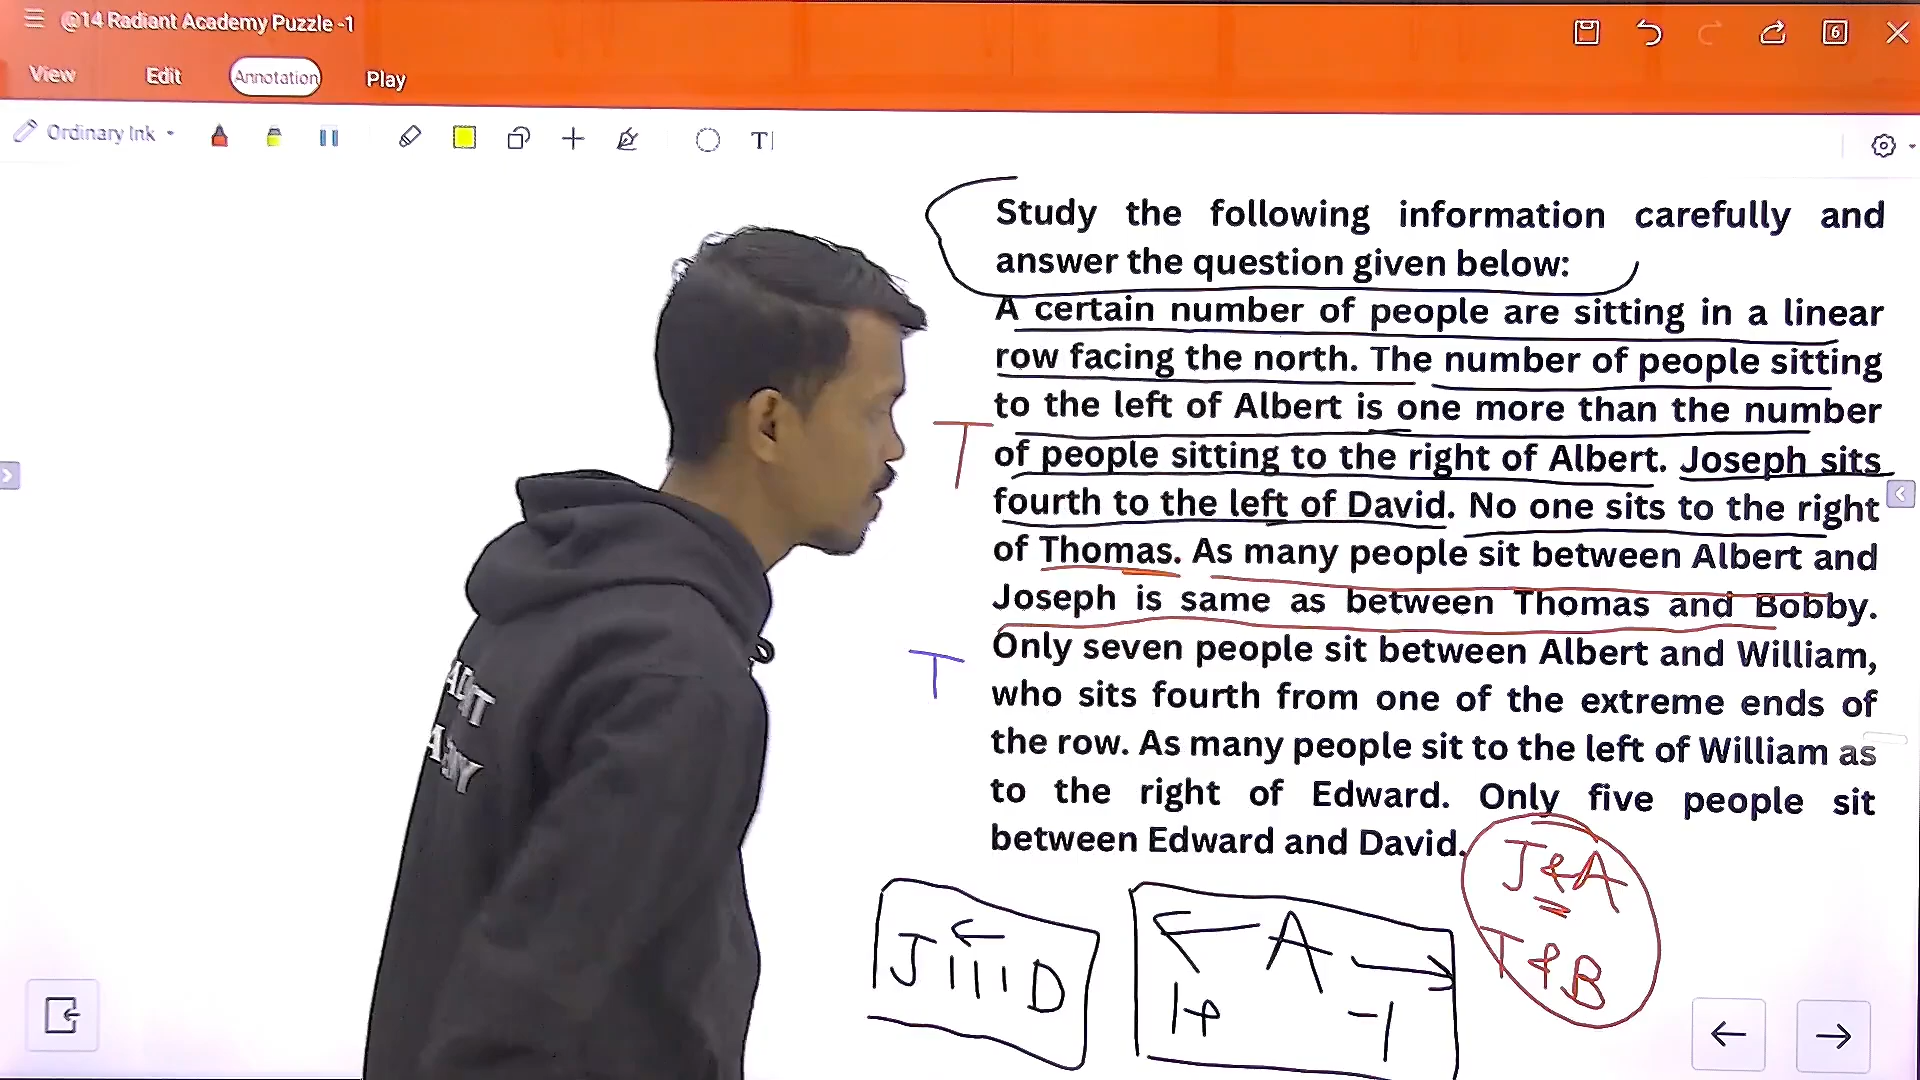 @14 Radiant Academy Puzzle -1
View Edit Annotation Play
6
Ordinary Ink
T
Study the following information carefully and
answer the question given below:
A certain number of people are sitting in a linear
row facing the north. The number of people sitting
to the left of Albert is one more than the number
of people sitting to the right of Albert. Joseph sits
fourth to the left of David. No one sits to the right
of Thomas. As many people sit between Albert and
Joseph is same as between Thomas and Bobby.
Only seven people sit between Albert and William,
who sits fourth from one of the extreme ends of
the row. As many people sit to the left of William as
to the right of Edward. Only five people sit
between Edward and David.
T
T
J&A
T&B
J D
A
1+ -1